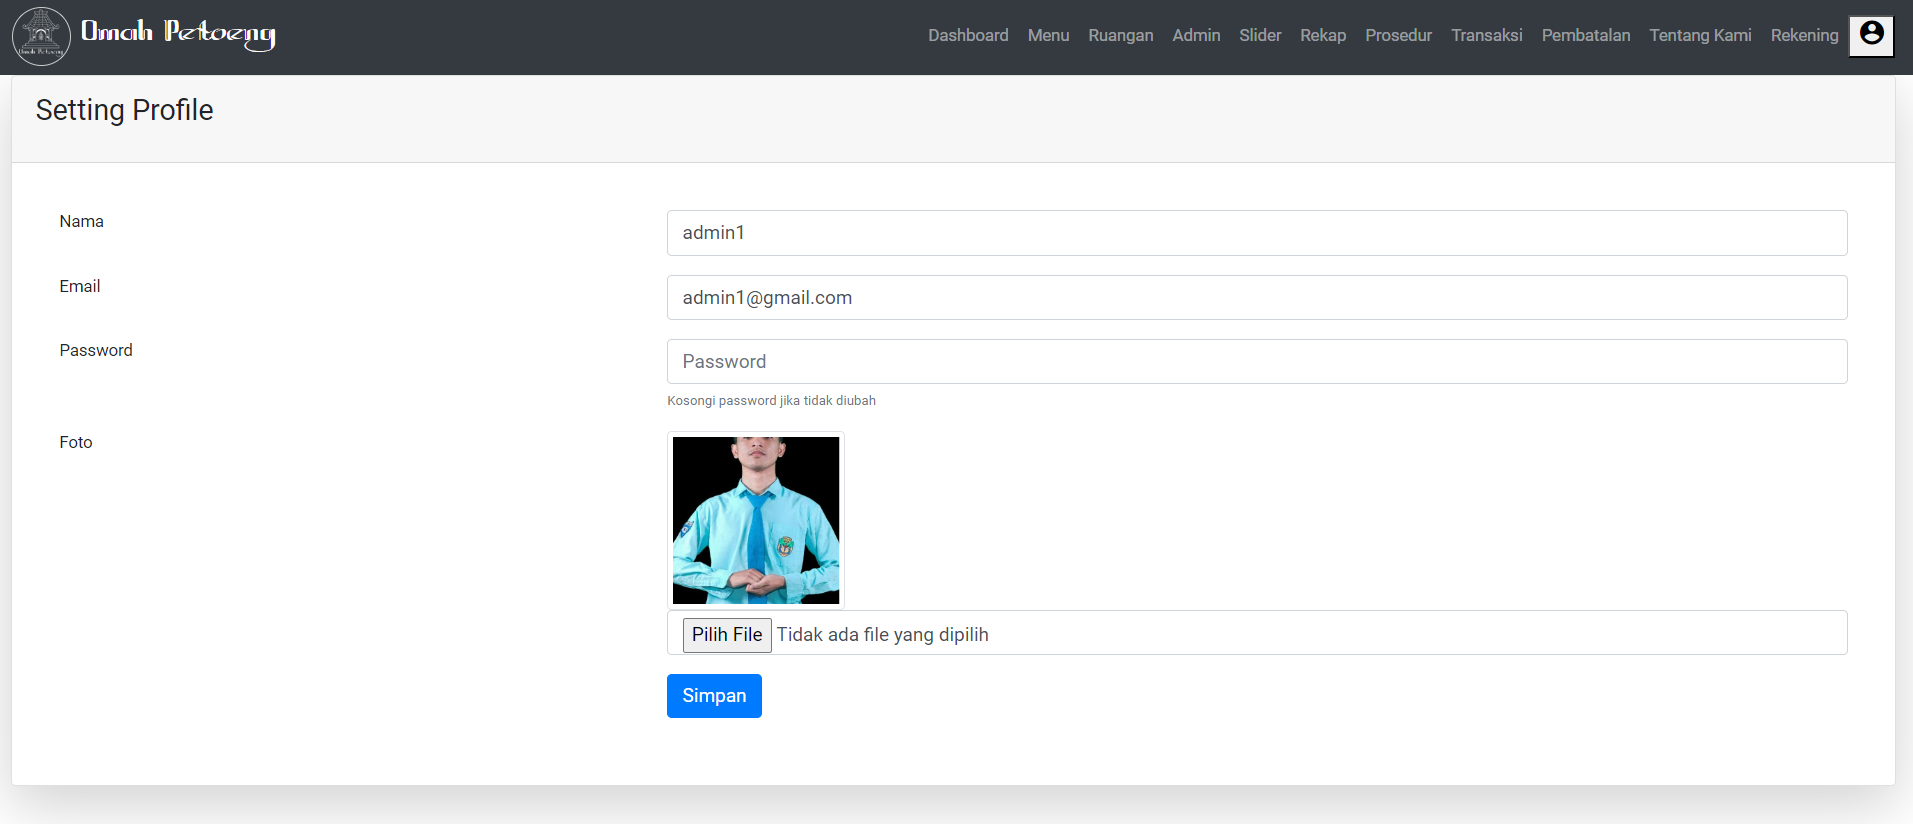 Omah Petoeng
Omah Petoeng
Dashboard Menu Ruangan Admin Slider Rekap Prosedur Transaksi Pembatalan Tentang Kami Rekening
Setting Profile
Nama
admin1
Email
admin1@gmail.com
Password
Password
Kosongi password jika tidak diubah
Foto
Pilih File Tidak ada file yang dipilih
Simpan